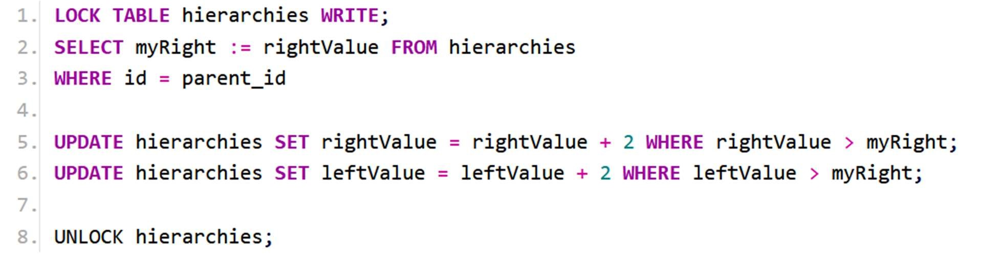 1. LOCK TABLE hierarchies WRITE;
2. SELECT myRight := rightValue FROM hierarchies
3. WHERE id = parent_id
4.
5. UPDATE hierarchies SET rightValue = rightValue + 2 WHERE rightValue > myRight;
6. UPDATE hierarchies SET leftValue = leftValue + 2 WHERE leftValue > myRight;
7.
8. UNLOCK hierarchies;